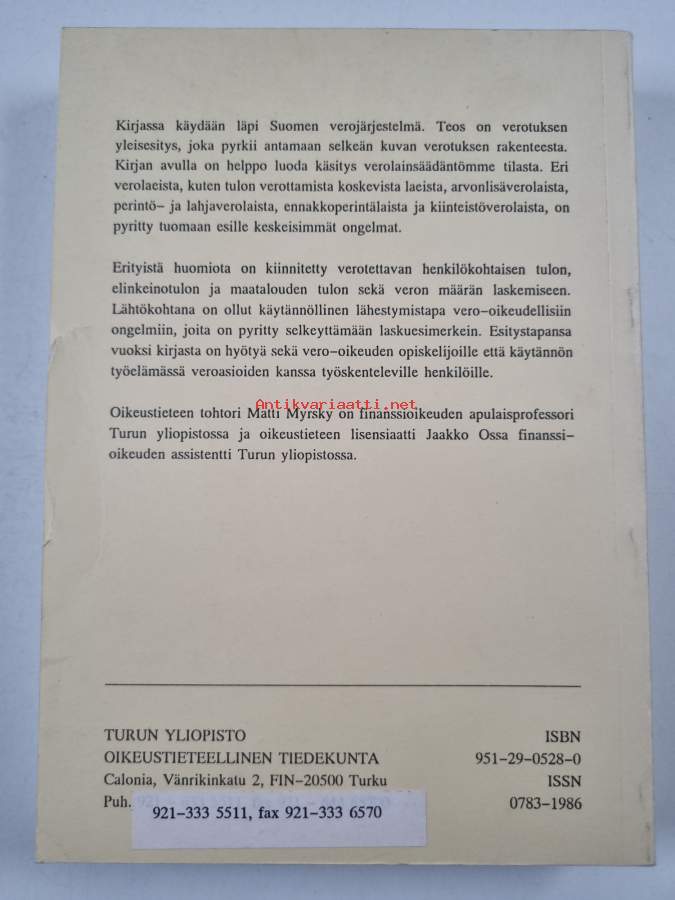 Kirjassa käydään läpi Suomen verojärjestelmä. Teos on verotuksen
yleisesitys, joka pyrkii antamaan selkeän kuvan verotuksen rakenteesta.
Kirjan avulla on helppo luoda käsitys verolainsäädäntömme tilasta. Eri
verolaeista, kuten tulon verottamista koskevista laeista, arvonlisäverolaista,
perintö- ja lahjaverolaista, ennakkoperintälaista ja kiinteistöverolaista, on
pyritty tuomaan esille keskeisimmät ongelmat.
Erityistä huomiota on kiinnitetty verotettavan henkilökohtaisen tulon,
elinkeinotulon ja maatalouden tulon sekä veron määrän laskemiseen.
Lähtökohtana on ollut käytännöllinen lähestymistapa vero-oikeudellisiin
ongelmiin, joita on pyritty selkeyttämään laskuesimerkein. Esitystapansa
vuoksi kirjasta on hyötyä sekä vero-oikeuden opiskelijoille että käytännön
työelämässä veroasioiden kanssa työskenteleville henkilöille.
Antikvariaatti.net
Oikeustieteen tohtori Matti Myrsky on finanssioikeuden apulaisprofessori
Turun yliopistossa ja oikeustieteen lisensiaatti Jaakko Ossa finanssi-
oikeuden assistentti Turun yliopistossa.
TURUN YLIOPISTO ISBN
OIKEUSTIETEELLINEN TIEDEKUNTA 951-29-0528-0
Calonia, Vänrikinkatu 2, FIN-20500 Turku ISSN
Puh. 0783-1986
921-333 5511, fax 921-333 6570